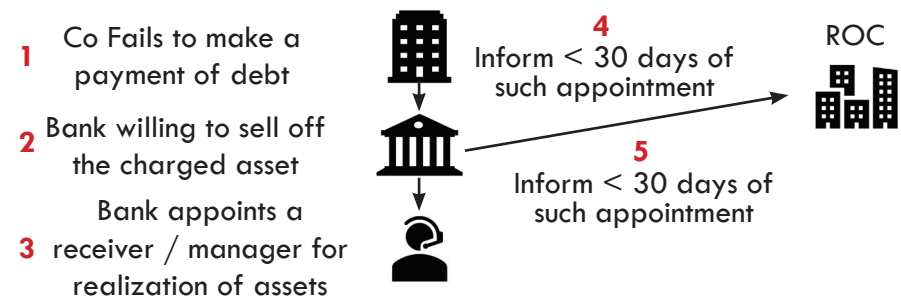 1 Co Fails to make a
payment of debt
2 Bank willing to sell off
the charged asset
3 Bank appoints a
receiver / manager for
realization of assets
4
Inform < 30 days of
such appointment
5
Inform < 30 days of
such appointment
ROC